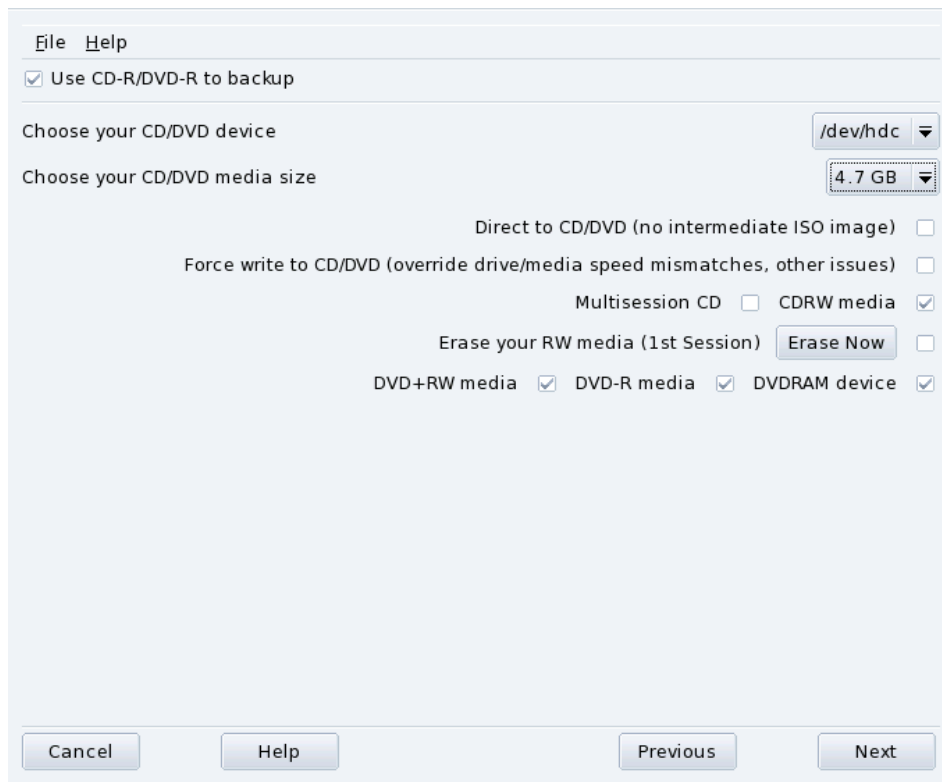 File Help
Use CD-R/DVD-R to backup
Choose your CD/DVD device /dev/hdc
Choose your CD/DVD media size 4.7 GB
Direct to CD/DVD (no intermediate ISO image)
Force write to CD/DVD (override drive/media speed mismatches, other issues)
Multisession CD CDRW media
Erase your RW media (1st Session) Erase Now
DVD+RW media DVD-R media DVDRAM device
Cancel Help Previous Next